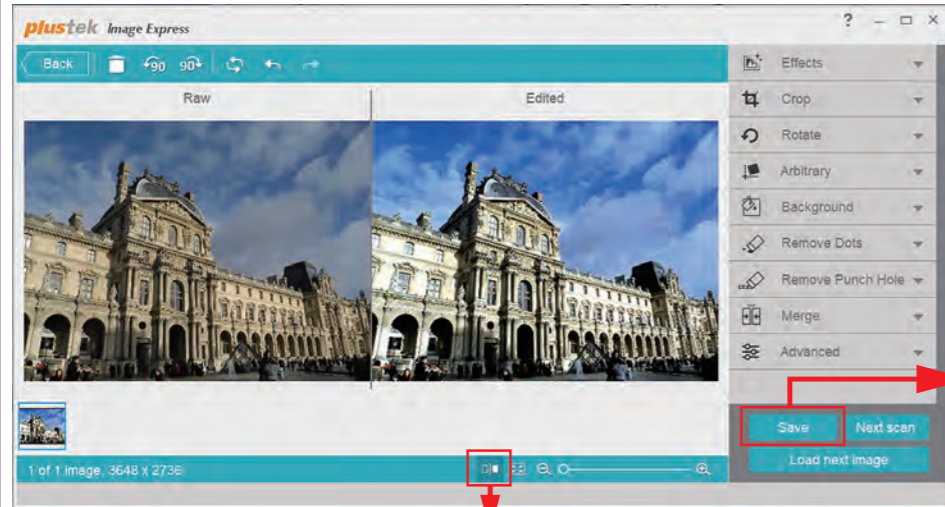 plustek Image Express
?
Back
90 90
Raw Edited
Effects
Crop
Rotate
Arbitrary
Background
Remove Dots
Remove Punch Hole
Merge
Advanced
Save Next scan
Load next image
1 of 1 image, 3648 x 2736